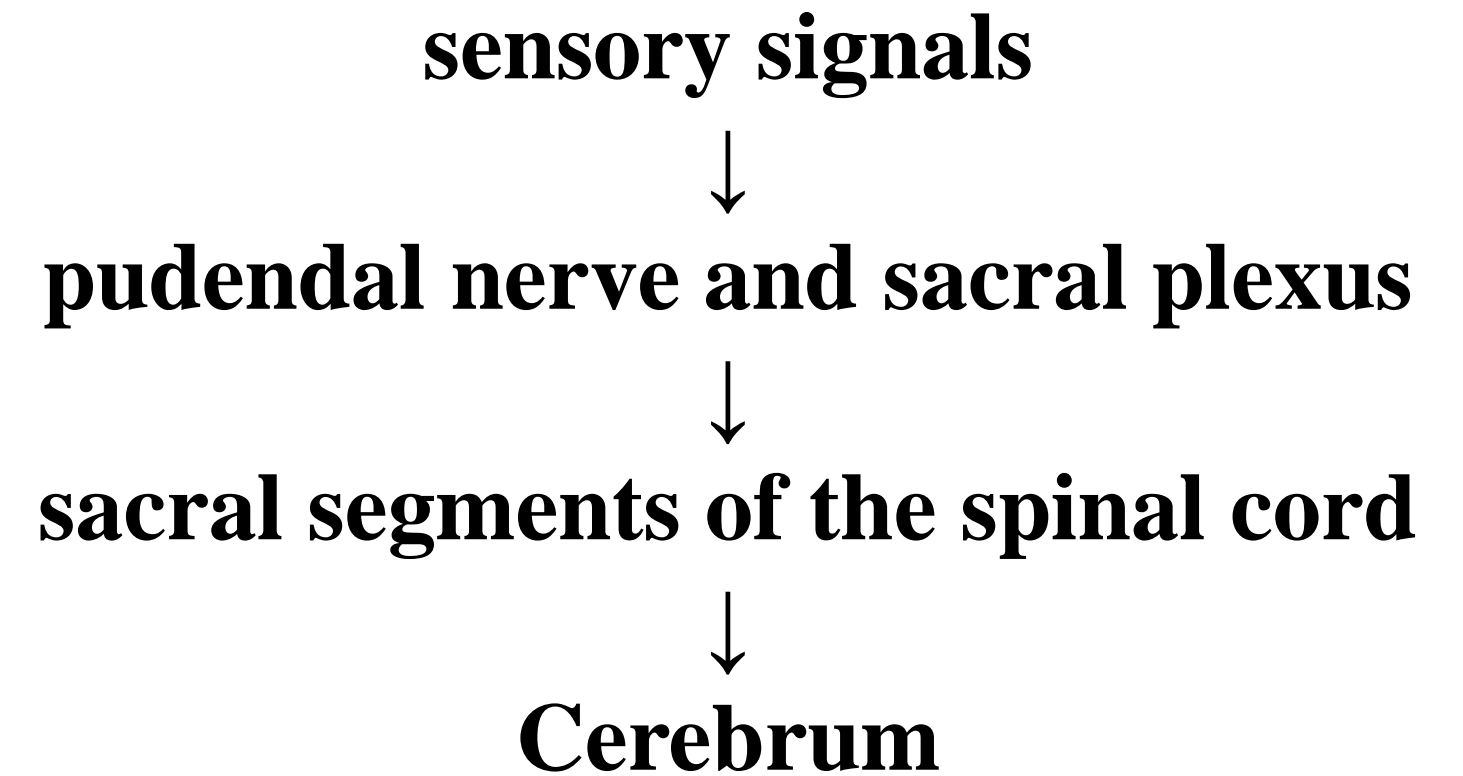 sensory signals
↓
pudendal nerve and sacral plexus
↓
sacral segments of the spinal cord
↓
Cerebrum